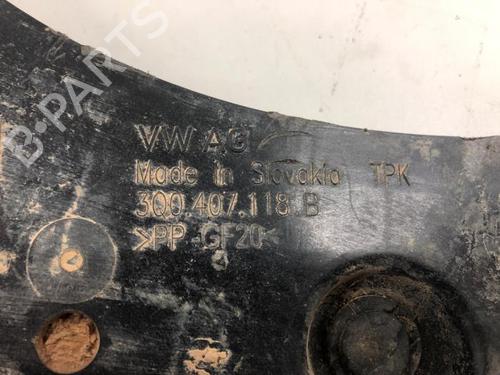 B-PARTS
VW AG
Made in Slovakia TPK
3Q0.407.118 B
>PP-GF20<